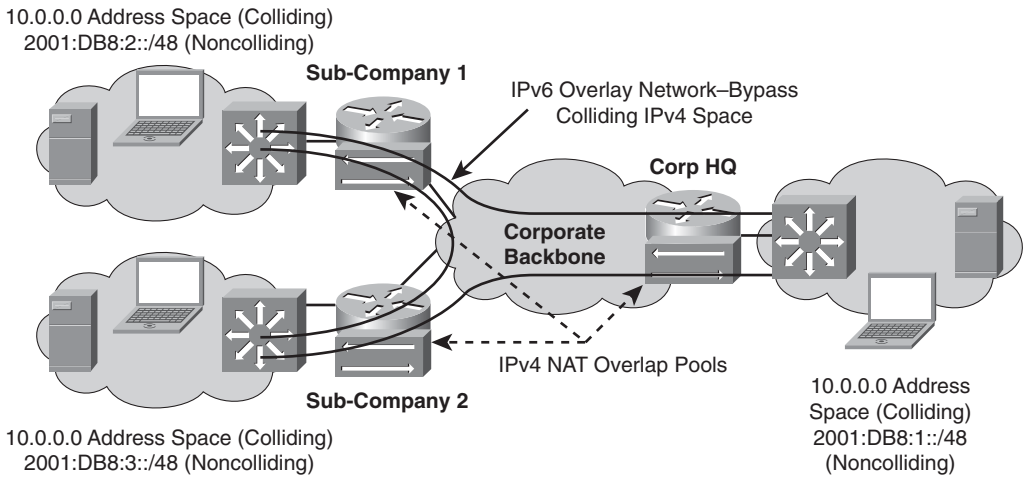 10.0.0.0 Address Space (Colliding)
2001:DB8:2::/48 (Noncolliding)
Sub-Company 1
IPv6 Overlay Network–Bypass
Colliding IPv4 Space
Corp HQ
Corporate
Backbone
IPv4 NAT Overlap Pools
Sub-Company 2
10.0.0.0 Address Space (Colliding)
2001:DB8:3::/48 (Noncolliding)
10.0.0.0 Address
Space (Colliding)
2001:DB8:1::/48
(Noncolliding)